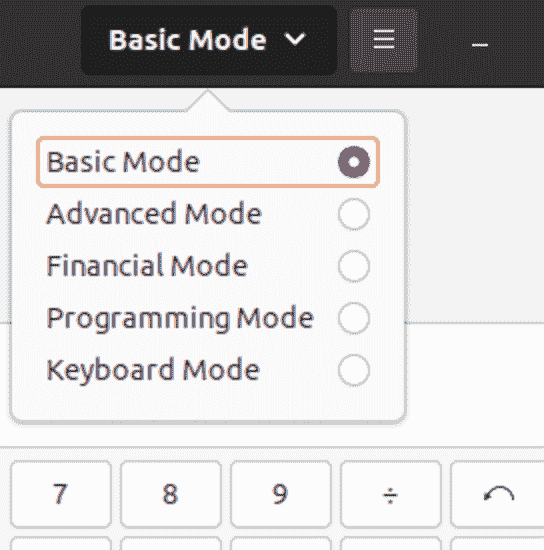 Basic Mode
Basic Mode
Advanced Mode
Financial Mode
Programming Mode
Keyboard Mode
7 8 9 ÷